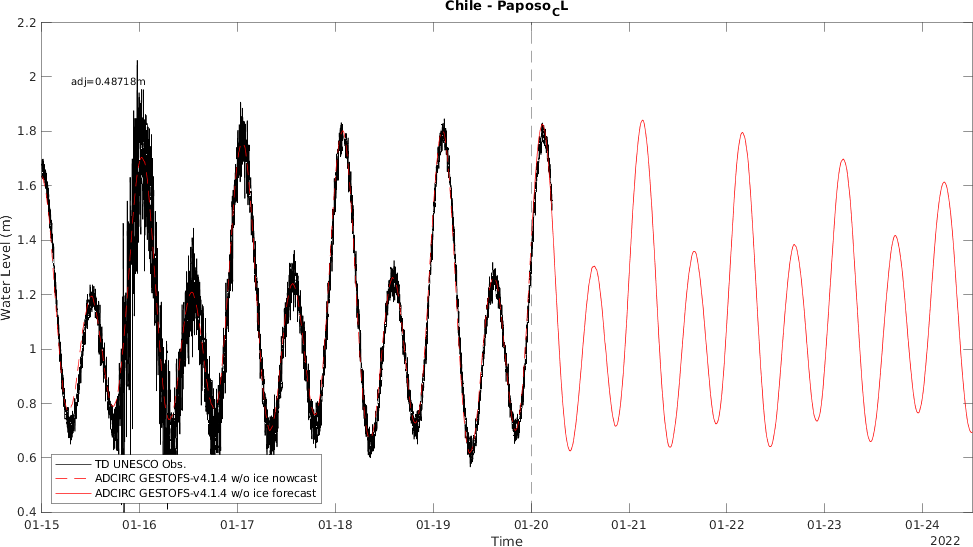 Chile - Paposo_CL
2.2
2
1.8
1.6
1.4
1.2
1
0.8
0.6
0.4
Water Level (m)
adj=0.48718m
TD UNESCO Obs.
ADCIRC GESTOFS-v4.1.4 w/o ice nowcast
ADCIRC GESTOFS-v4.1.4 w/o ice forecast
01-15 01-16 01-17 01-18 01-19 01-20 01-21 01-22 01-23 01-24
Time
2022